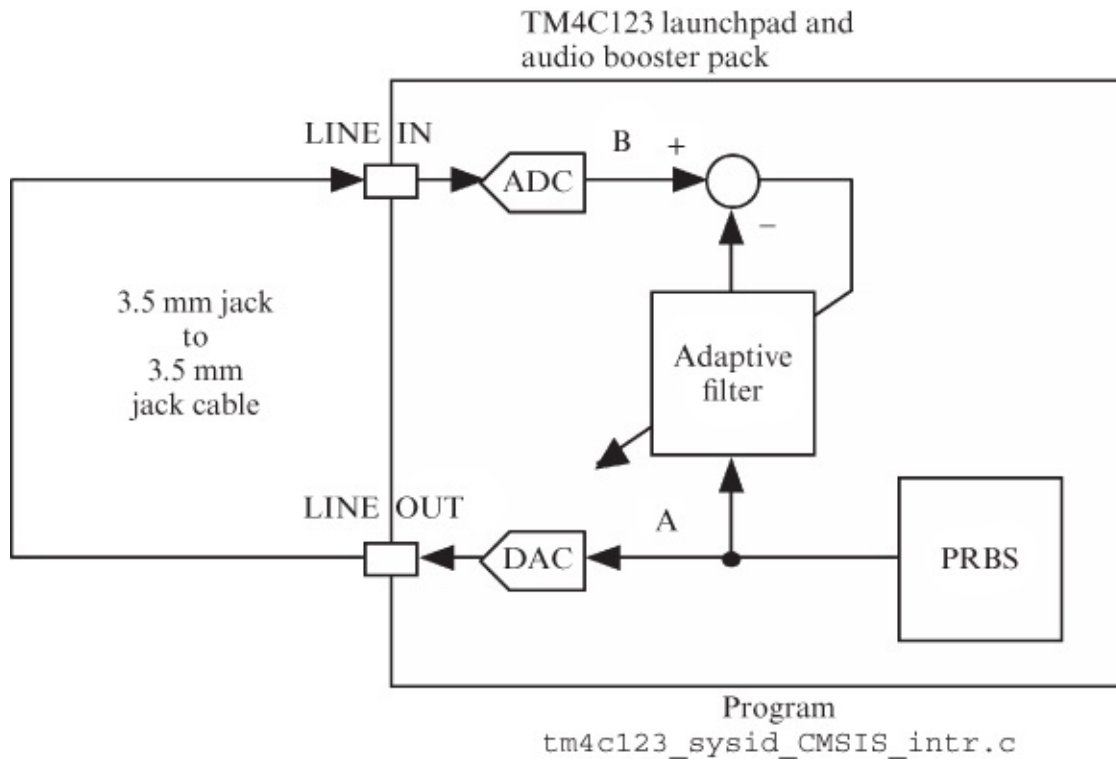 TM4C123 launchpad and
audio booster pack
LINE IN
B
+
ADC
−
3.5 mm jack
to
3.5 mm
jack cable
Adaptive
filter
LINE OUT
A
DAC
PRBS
Program
tm4c123_sysid_CMSIS_intr.c